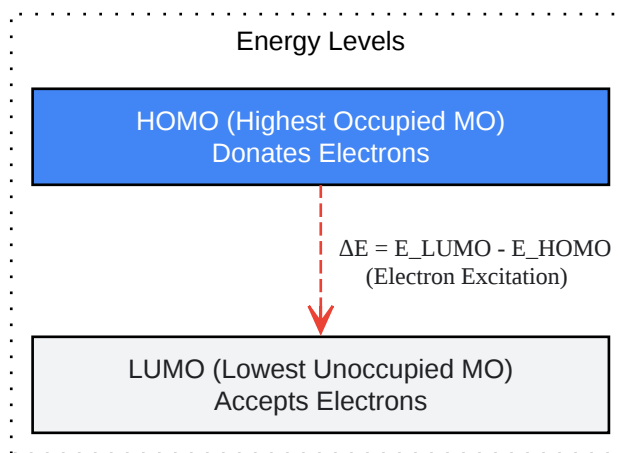 Energy Levels
HOMO (Highest Occupied MO)
Donates Electrons
ΔE = E_LUMO - E_HOMO
(Electron Excitation)
LUMO (Lowest Unoccupied MO)
Accepts Electrons